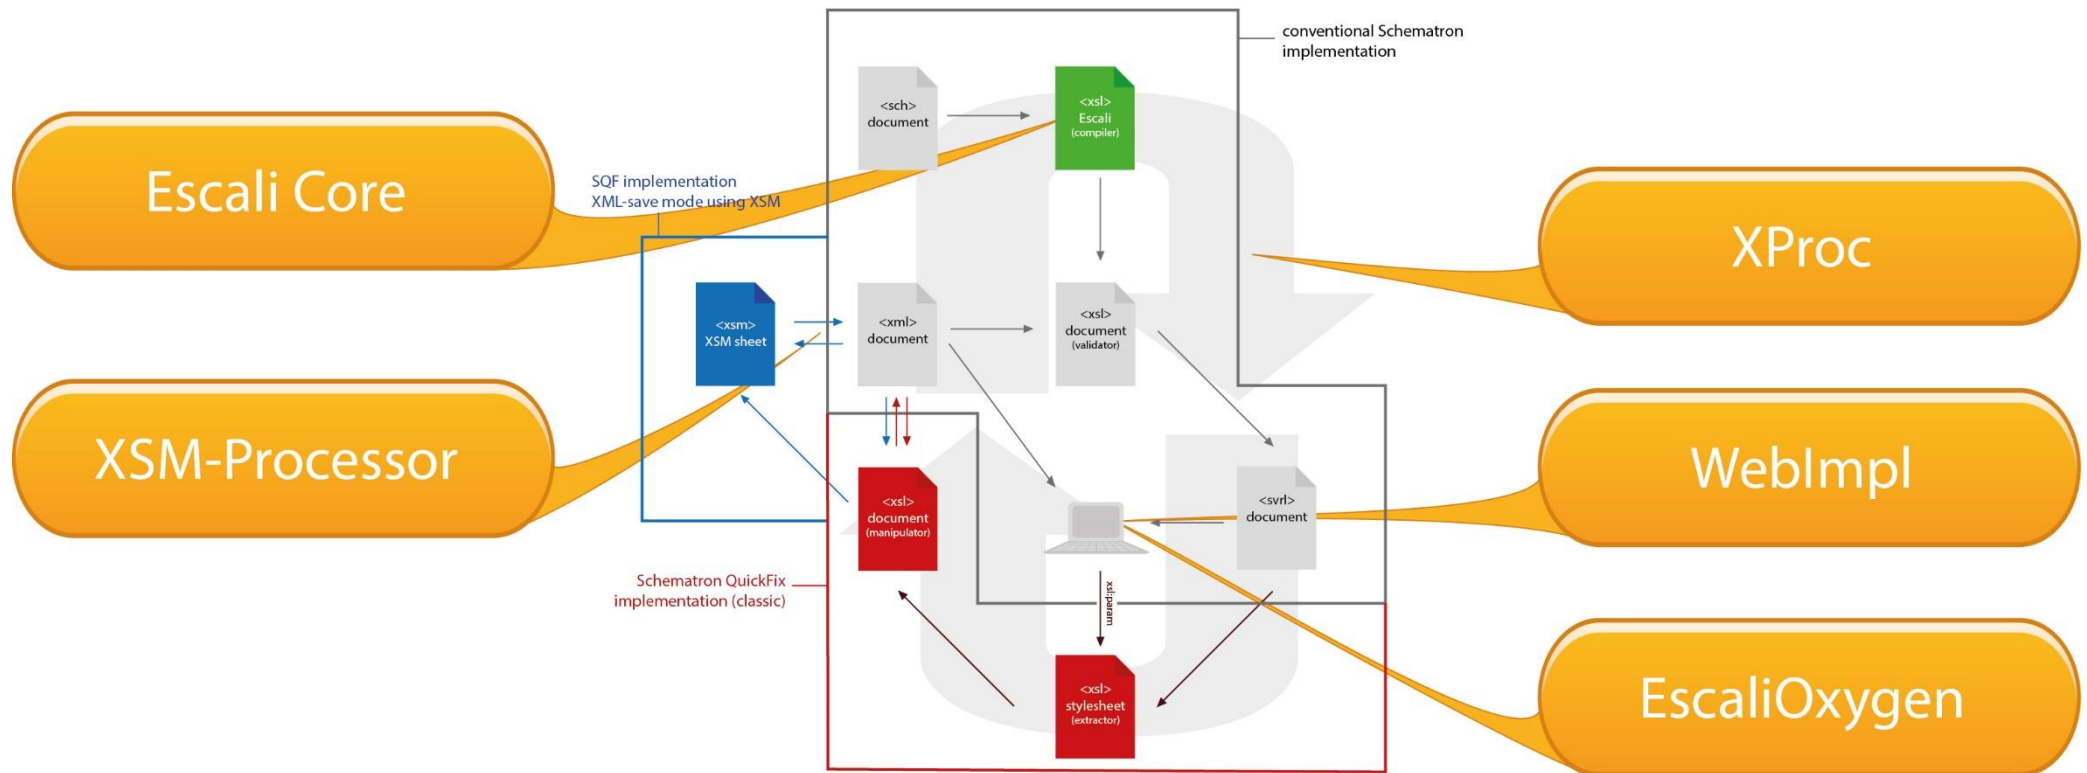 conventional Schematron
implementation
<sch>
document
<xsl>
Escali
(compiler)
Escali Core
SQF implementation
XML-save mode using XSM
XProc
<xsm>
XSM sheet
<xml>
document
<xsl>
document
(validator)
XSM-Processor
WebImpl
<xsl>
document
(manipulator)
<svrl>
document
Schematron QuickFix
implementation (classic)
xsl:param
<xsl>
stylesheet
(extractor)
EscaliOxygen